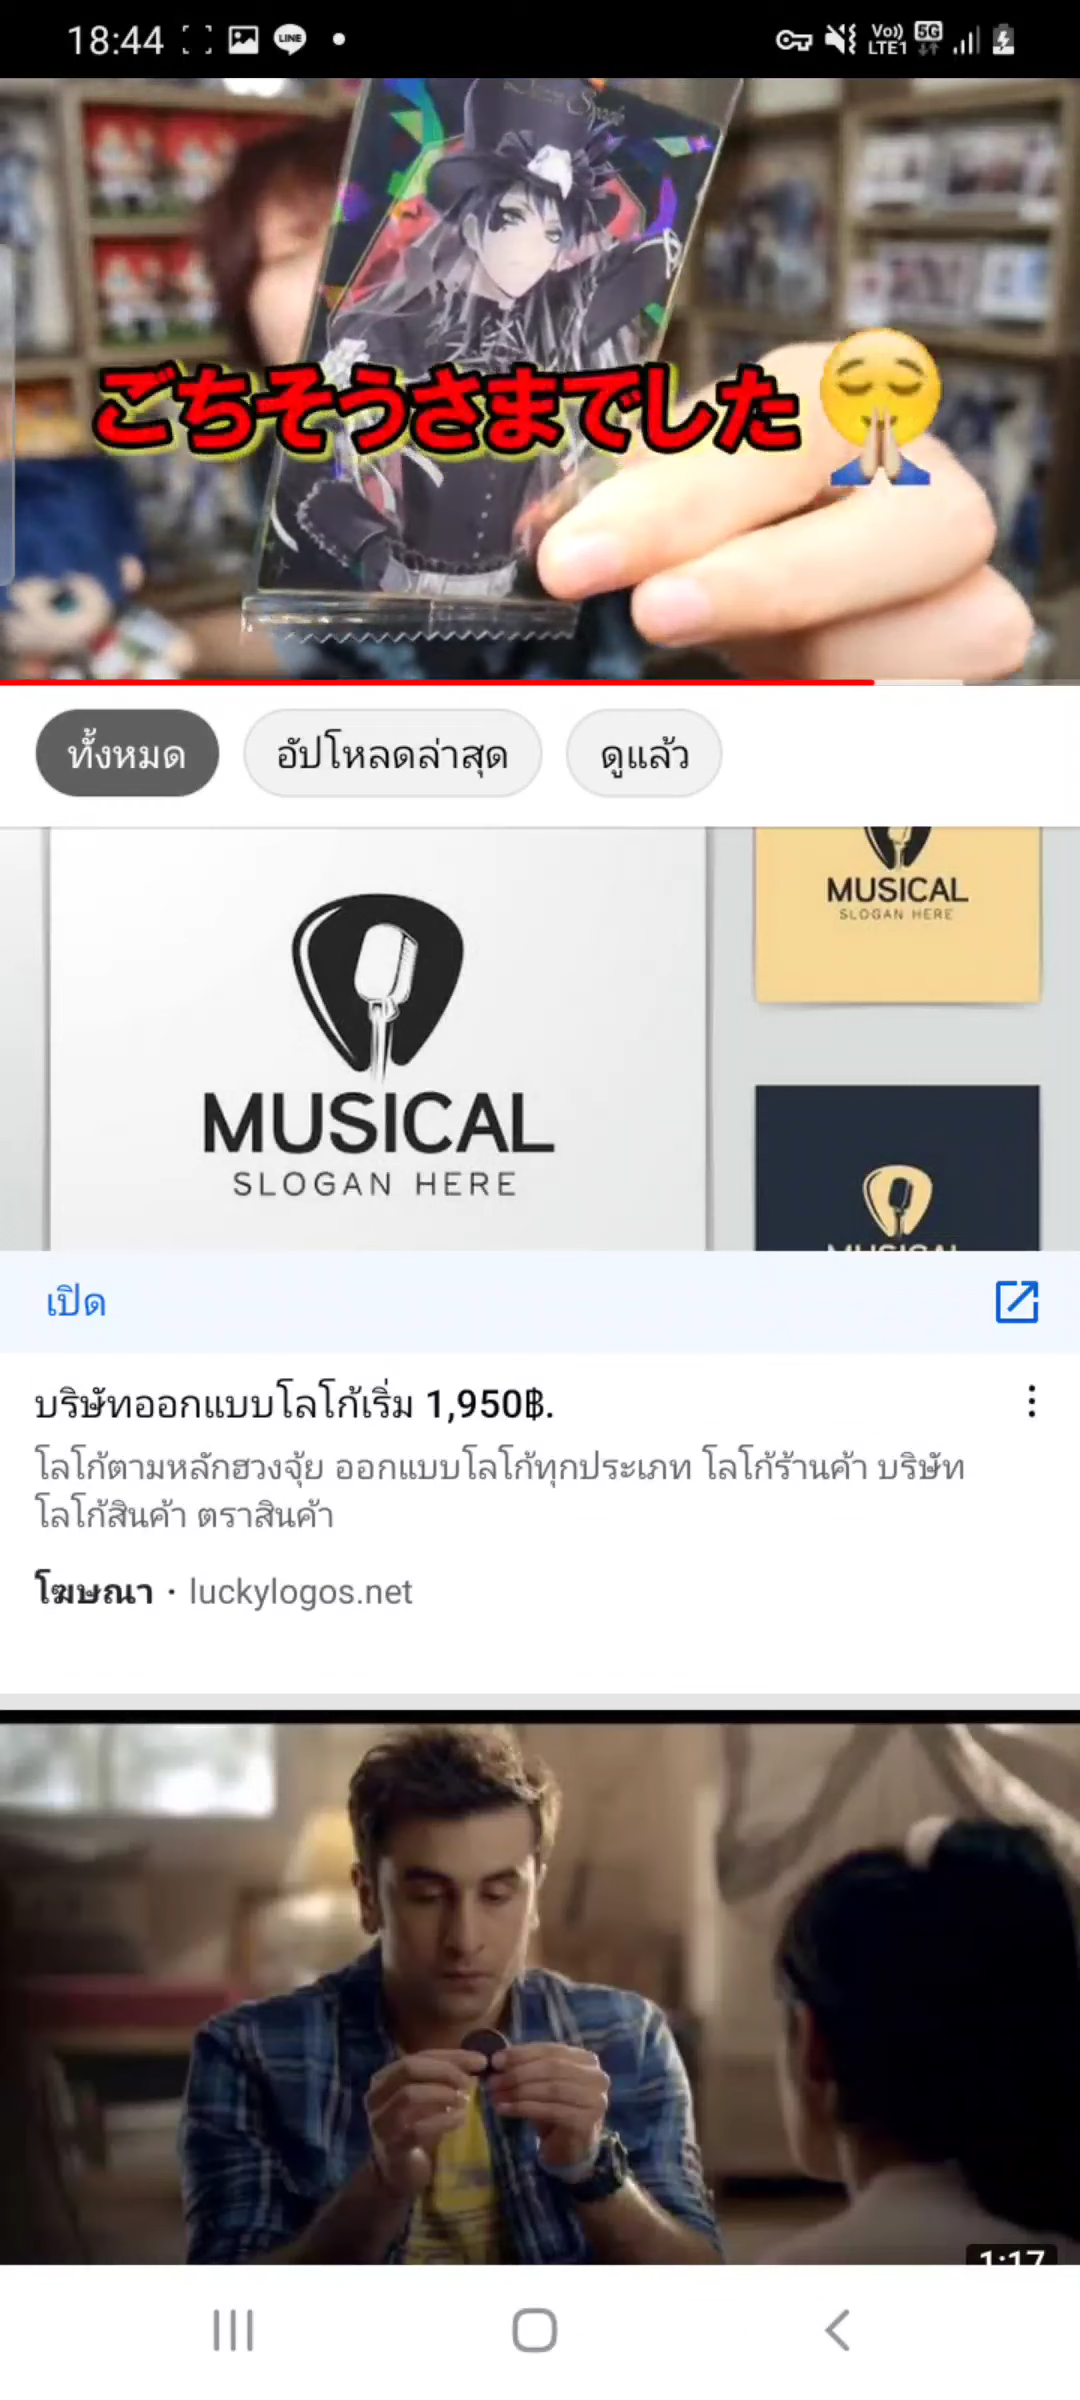 18:44
LINE
Vo))
LTE1
5G
ごちそうさまでした
ทั้งหมด
อัปโหลดล่าสุด
ดูแล้ว
MUSICAL
SLOGAN HERE
MUSICAL
SLOGAN HERE
MUSICAL
เปิด
บริษัทออกแบบโลโก้เริ่ม 1,950฿.
โลโก้ตามหลักฮวงจุ้ย ออกแบบโลโก้ทุกประเภท โลโก้ร้านค้า บริษัท
โลโก้สินค้า ตราสินค้า
โฆษณา · luckylogos.net
1:17